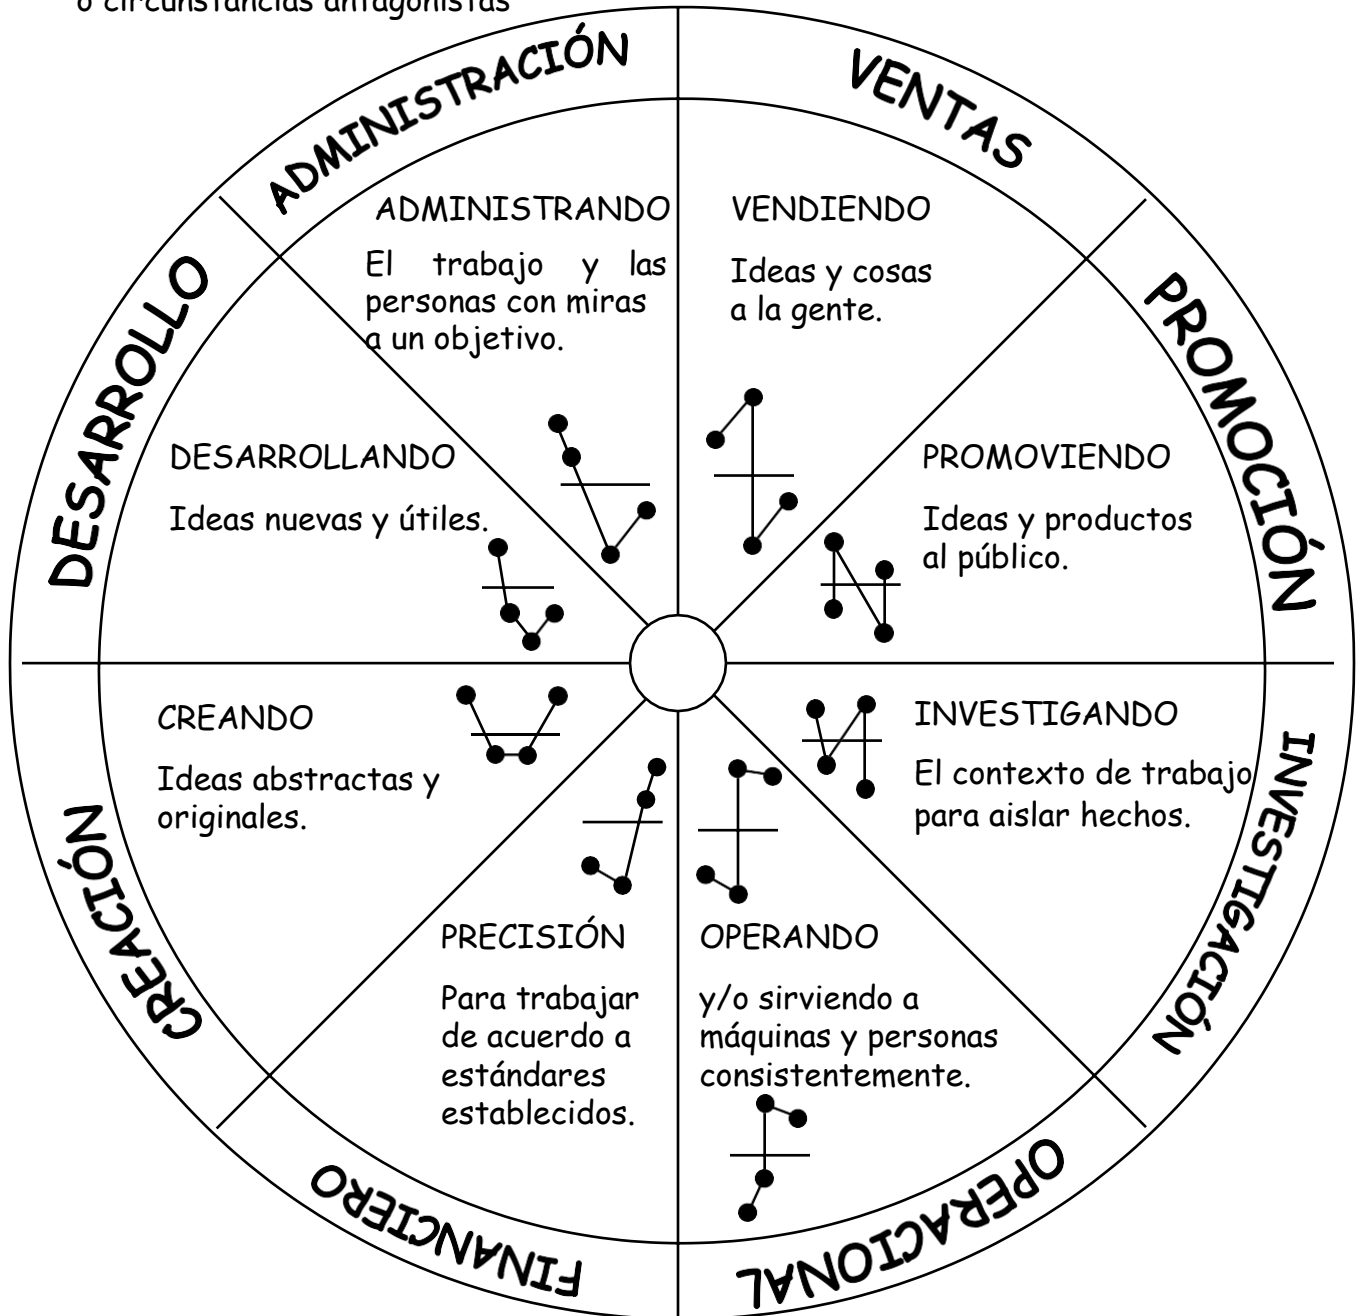 o circunstancias antagonistas
ADMINISTRACIÓN
VENTAS
PROMOCIÓN
INVESTIGACIÓN
OPERACIONAL
FINANCIERO
CREACIÓN
DESARROLLO
ADMINISTRANDO
El trabajo y las
personas con miras
a un objetivo.
VENDIENDO
Ideas y cosas
a la gente.
DESARROLLANDO
Ideas nuevas y útiles.
PROMOVIENDO
Ideas y productos
al público.
CREANDO
Ideas abstractas y
originales.
INVESTIGANDO
El contexto de trabajo
para aislar hechos.
PRECISIÓN
Para trabajar
de acuerdo a
estándares
establecidos.
OPERANDO
y/o sirviendo a
máquinas y personas
consistentemente.